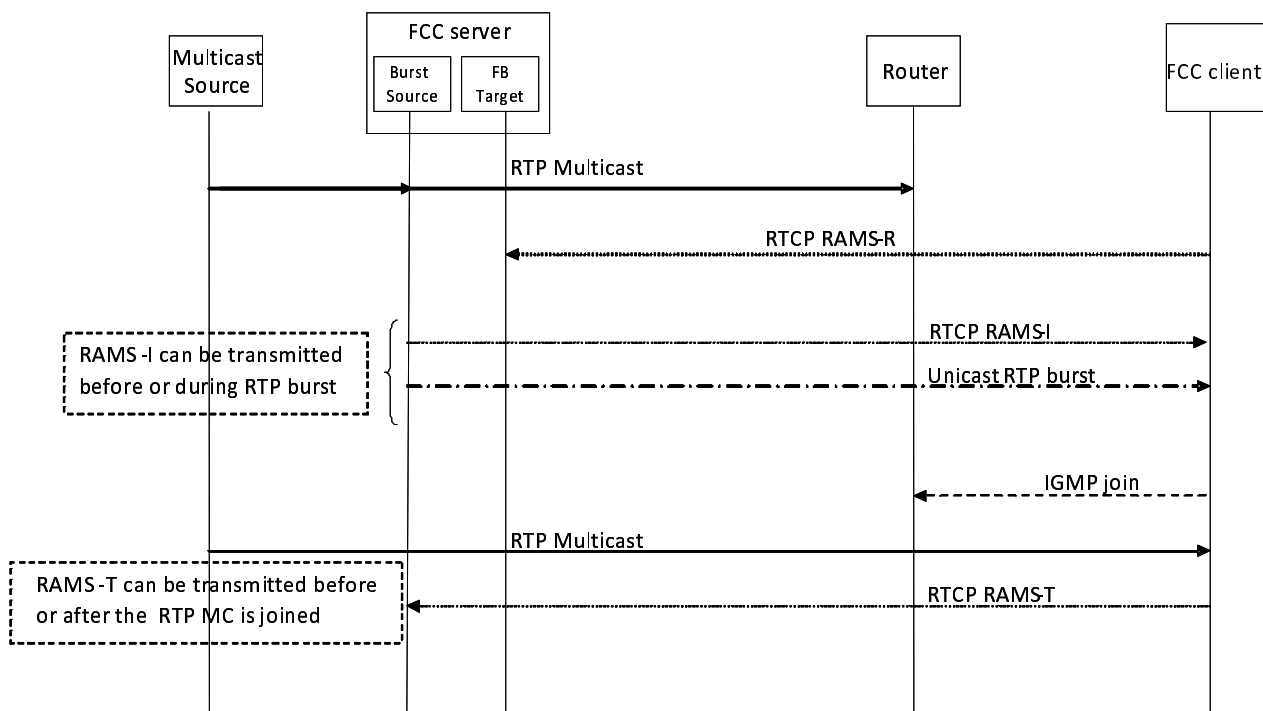 Multicast
Source
FCC server
Burst
Source
FB
Target
Router
FCC client
RTP Multicast
RTCP RAMS-R
RAMS-I can be transmitted
before or during RTP burst
RTCP RAMS-I
Unicast RTP burst
IGMP join
RTP Multicast
RAMS-T can be transmitted before
or after the RTP MC is joined
RTCP RAMS-T